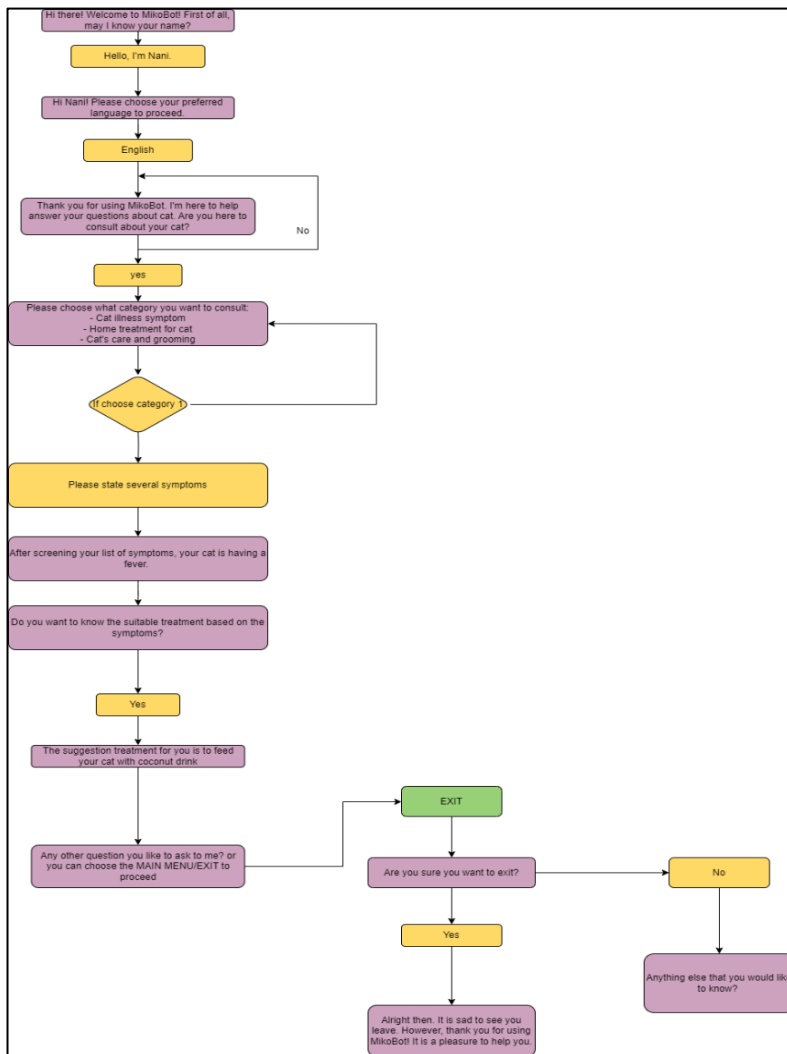 Hi there! Welcome to MikoBot! First of all,
may I know your name?
Hello, I'm Nani.
Hi Nani! Please choose your preferred
language to proceed.
English
Thank you for using MikoBot. I'm here to help
answer your questions about cat. Are you here to
consult about your cat?
No
yes
Please choose what category you want to consult:
- Cat illness symptom
- Home treatment for cat
- Cat's care and grooming
If choose category 1
Please state several symptoms
After screening your list of symptoms, your cat is having a
fever.
Do you want to know the suitable treatment based on the
symptoms?
Yes
The suggestion treatment for you is to feed
your cat with coconut drink
Any other question you like to ask to me? or
you can choose the MAIN MENU/EXIT to
proceed
EXIT
Are you sure you want to exit?
No
Yes
Anything else that you would like
to know?
Alright then. It is sad to see you
leave. However, thank you for using
MikoBot! It is a pleasure to help you.